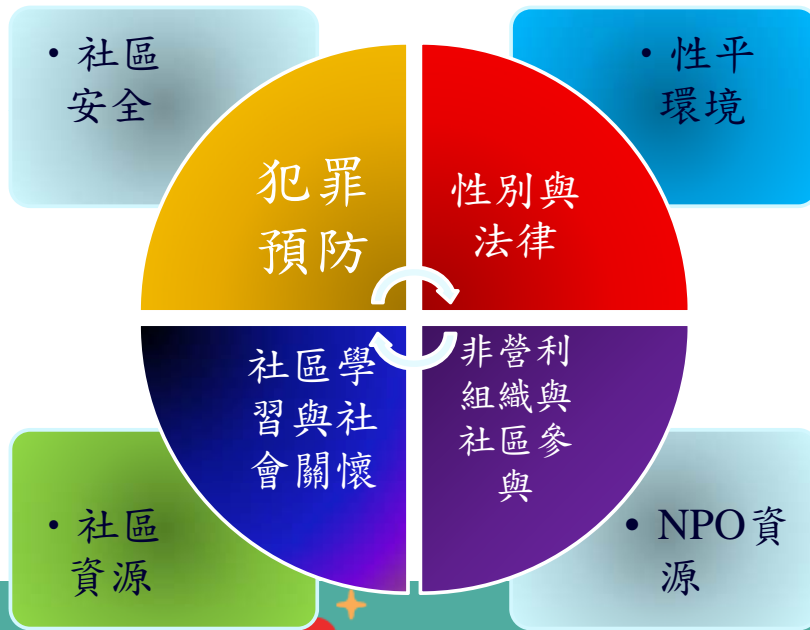 • 社區
安全
• 性平
環境
犯罪
預防
性別與
法律
社區學
習與社
會關懷
非營利
組織與
社區參
與
• 社區
資源
• NPO資
源